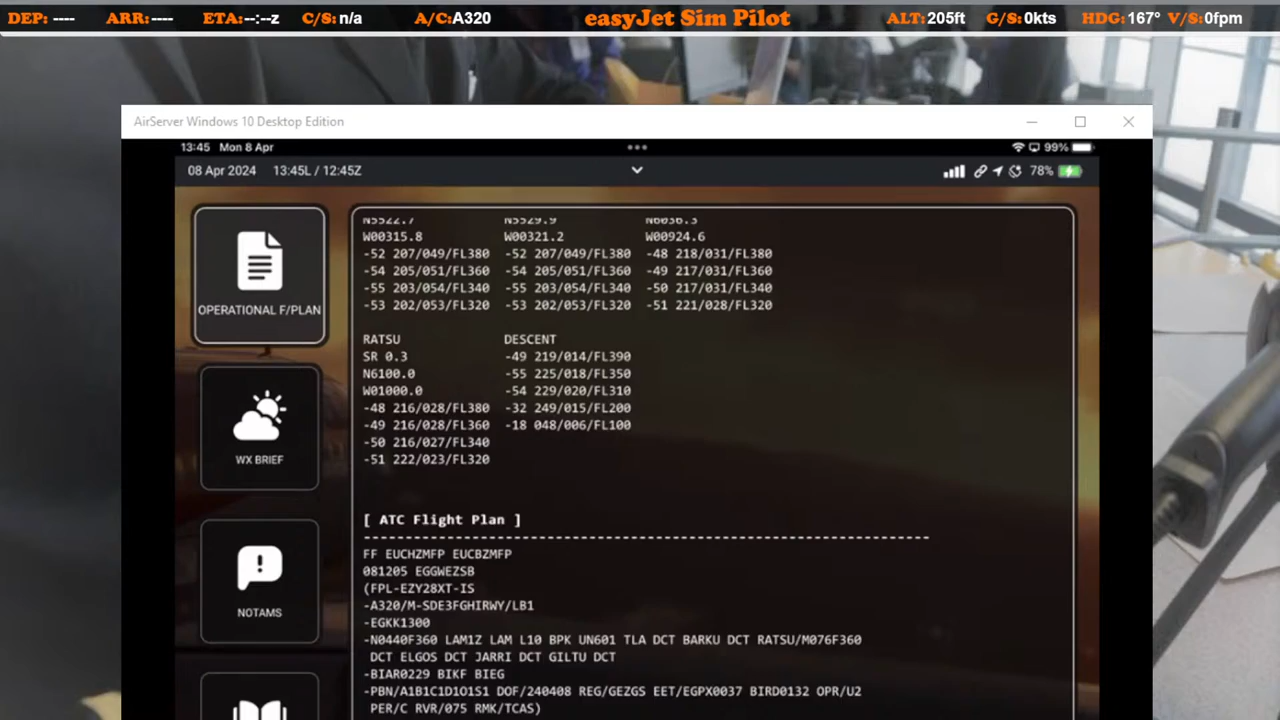 DEP: ---- ARR: ---- ETA: --:--z C/S: n/a A/C: A320 easyJet Sim Pilot ALT: 205ft G/S: 0kts HDG: 167° V/S: 0fpm
AirServer Windows 10 Desktop Edition
13:45 Mon 8 Apr 99%
08 Apr 2024 13:45L / 12:45Z 78%
OPERATIONAL F/PLAN
WX BRIEF
NOTAMS
N5522.7 N5529.9 N6036.3
W00315.8 W00321.2 W00924.6
-52 207/049/FL380 -52 207/049/FL380 -48 218/031/FL380
-54 205/051/FL360 -54 205/051/FL360 -49 217/031/FL360
-55 203/054/FL340 -55 203/054/FL340 -50 217/031/FL340
-53 202/053/FL320 -53 202/053/FL320 -51 221/028/FL320
RATSU DESCENT
SR 0.3 -49 219/014/FL390
N6100.0 -55 225/018/FL350
W01000.0 -54 229/020/FL310
-48 216/028/FL380 -32 249/015/FL200
-49 216/028/FL360 -18 048/006/FL100
-50 216/027/FL340
-51 222/023/FL320
[ ATC Flight Plan ]
--------------------------------------------------------------------------------
FF EUCHZMFP EUCBZMFP
081205 EGGWEZSB
(FPL-EZY28XT-IS
-A320/M-SDE3FGHIRWY/LB1
-EGKK1300
-N0440F360 LAM1Z LAM L10 BPK UN601 TLA DCT BARKU DCT RATSU/M076F360
DCT ELGOS DCT JARRI DCT GILTU DCT
-BIAR0229 BIKF BIEG
-PBN/A1B1C1D1O1S1 DOF/240408 REG/GEZGS EET/EGPX0037 BIRD0132 OPR/U2
PER/C RVR/075 RMK/TCAS)